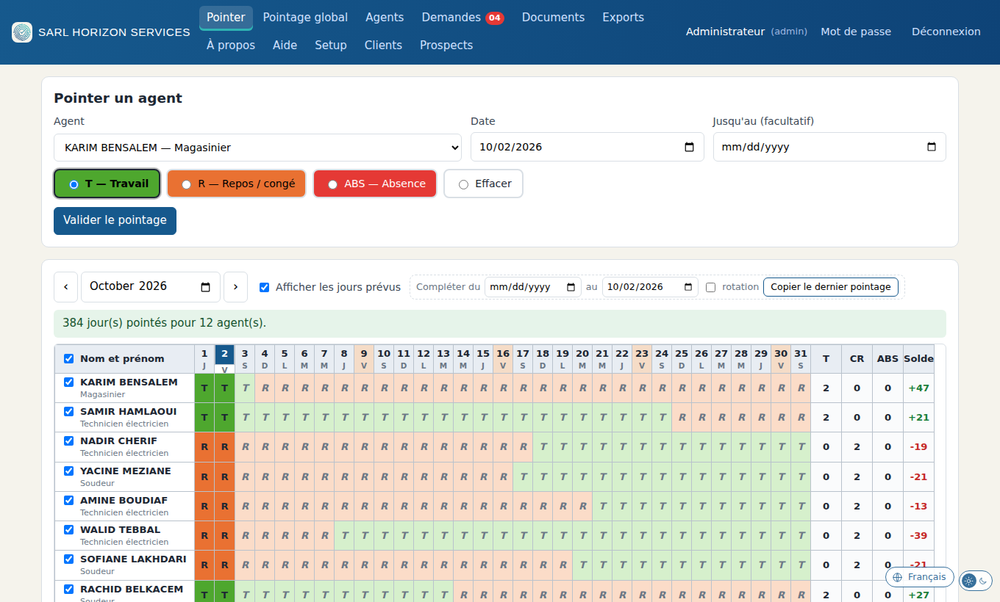 SARL HORIZON SERVICES
Pointer Pointage global Agents Demandes 04 Documents Exports
À propos Aide Setup Clients Prospects
Administrateur (admin) Mot de passe Déconnexion
Pointer un agent
Agent Date Jusqu'au (facultatif)
KARIM BENSALEM — Magasinier 10/02/2026 mm/dd/yyyy
T — Travail R — Repos / congé ABS — Absence Effacer
Valider le pointage
‹ October 2026 › Afficher les jours prévus Compléter du mm/dd/yyyy au 10/02/2026 rotation Copier le dernier pointage
384 jour(s) pointés pour 12 agent(s).
Nom et prénom 1 2 3 4 5 6 7 8 9 10 11 12 13 14 15 16 17 18 19 20 21 22 23 24 25 26 27 28 29 30 31 T CR ABS Solde
J V S D L M M J V S D L M M J V S D L M M J V S D L M M J V S
KARIM BENSALEM T T T R R R R R R R R R R R R R R R R R R R R R R R R R R R R 2 0 0 +47
Magasinier
SAMIR HAMLAOUI T T T T T T T T T T T T T T T T T T T T T T T T R R R R R R R 2 0 0 +21
Technicien électricien
NADIR CHERIF R R R R R R R R R R R R R R R R R T T T T T T T T T T T T T T 0 2 0 -19
Technicien électricien
YACINE MEZIANE R R R R R R R R R R R R R R R R T T T T T T T T T T T T T T T 0 2 0 -21
Soudeur
AMINE BOUDIAF R R R R R R R R R R R R R R R R R R R R T T T T T T T T T T T 0 2 0 -13
Technicien électricien
WALID TEBBAL R R R R R R R T T T T T T T T T T T T T T T T T T T T T T T T 0 2 0 -39
Technicien électricien
SOFIANE LAKHDARI R R R R R R R R R R R R R R R R R R R T T T T T T T T T T T T 0 2 0 -21
Soudeur
RACHID BELKACEM T T T T T T T T T T T T T R R R R R R R R R R R R R R R R R R 2 0 0 +27
Soudeur
Français